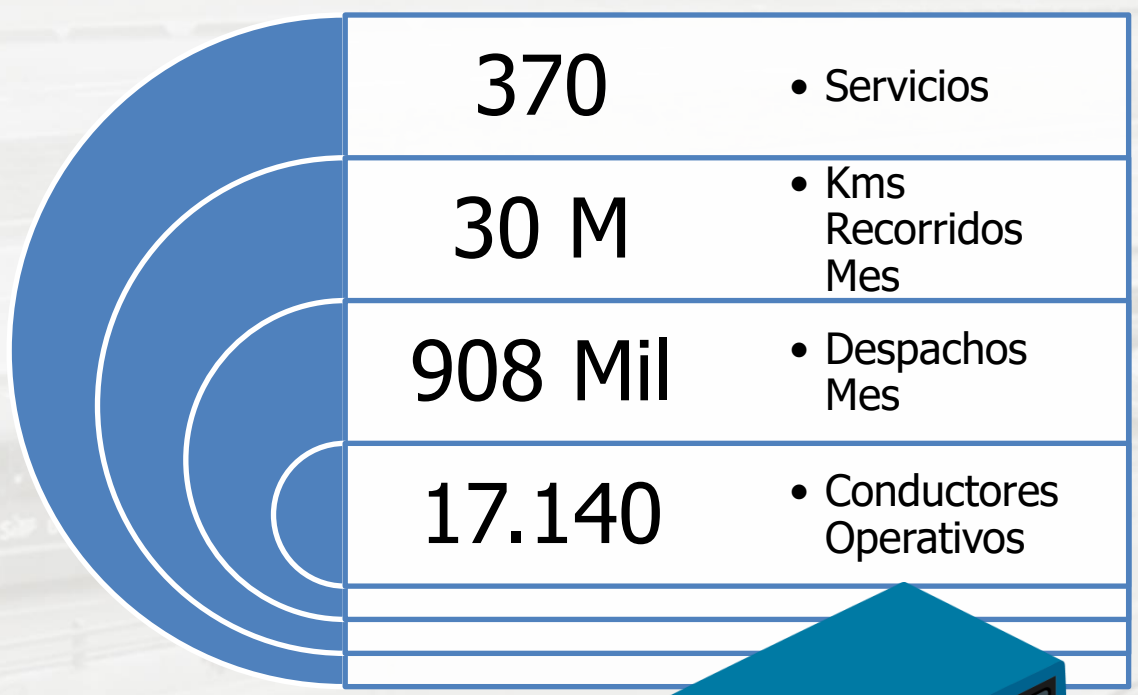 370
• Servicios
30 M
• Kms
Recorridos
Mes
908 Mil
• Despachos
Mes
17.140
• Conductores
Operativos